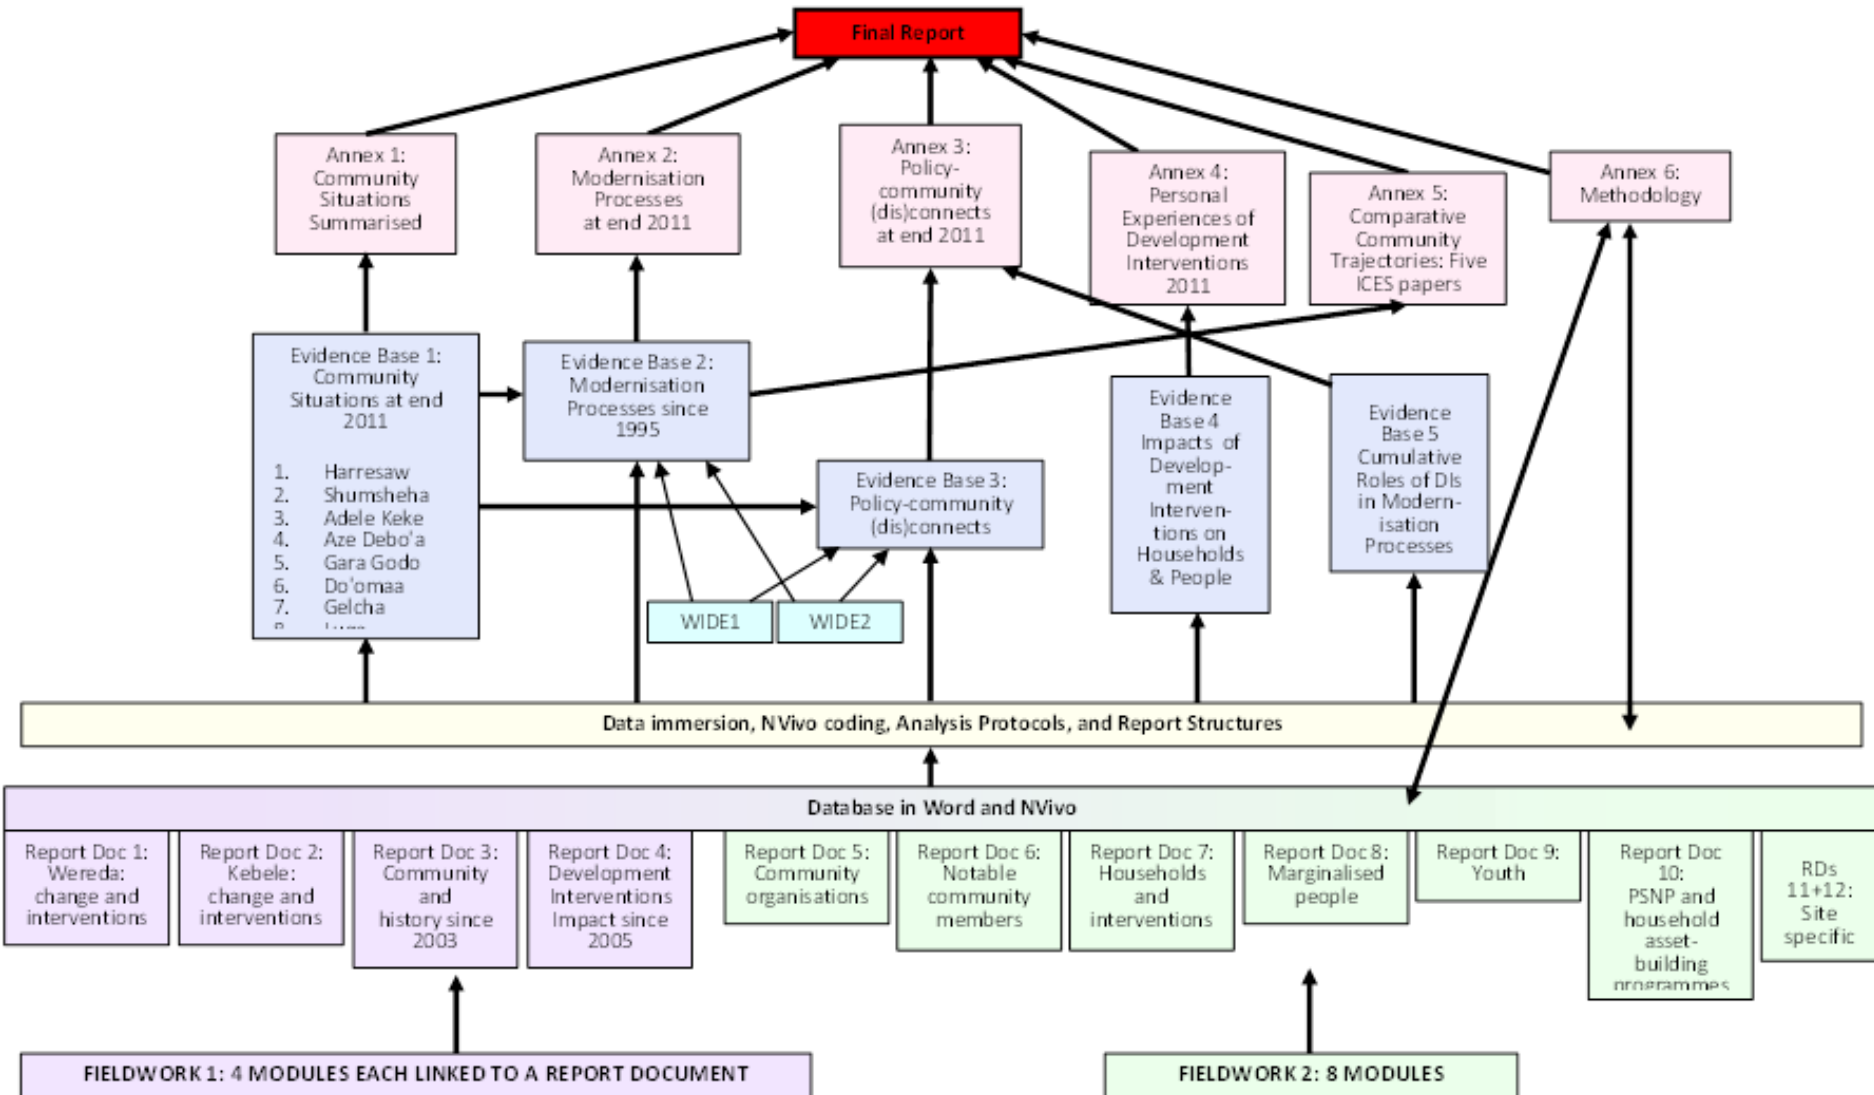 Final Report
Annex 1:
Community
Situations
Summarised
Annex 2:
Modernisation
Processes
at end 2011
Annex 3:
Policy-
community
(dis)connects
at end 2011
Annex 4:
Personal
Experiences of
Development
Interventions
2011
Annex 5:
Comparative
Community
Trajectories: Five
ICES papers
Annex 6:
Methodology
Evidence Base 1:
Community
Situations at end
2011
1. Harresaw
2. Shumsheha
3. Adele Keke
4. Aze Debo'a
5. Gara Godo
6. Do'omaa
7. Gelcha
Evidence Base 2:
Modernisation
Processes since
1995
Evidence Base 3:
Policy-community
(dis)connects
Evidence
Base 4
Impacts of
Develop-
ment
Interven-
tions on
Households
& People
Evidence
Base 5
Cumulative
Roles of DIs
in Modern-
isation
Processes
WIDE1
WIDE2
Data immersion, NVivo coding, Analysis Protocols, and Report Structures
Database in Word and NVivo
Report Doc 1:
Wereda:
change and
interventions
Report Doc 2:
Kebele:
change and
interventions
Report Doc 3:
Community
and
history since
2003
Report Doc 4:
Development
Interventions
Impact since
2005
Report Doc 5:
Community
organisations
Report Doc 6:
Notable
community
members
Report Doc 7:
Households
and
interventions
Report Doc 8:
Marginalised
people
Report Doc 9:
Youth
Report Doc
10:
PSNP and
household
asset-
building
programmes
RDs
11+12:
Site
specific
FIELDWORK 1: 4 MODULES EACH LINKED TO A REPORT DOCUMENT
FIELDWORK 2: 8 MODULES